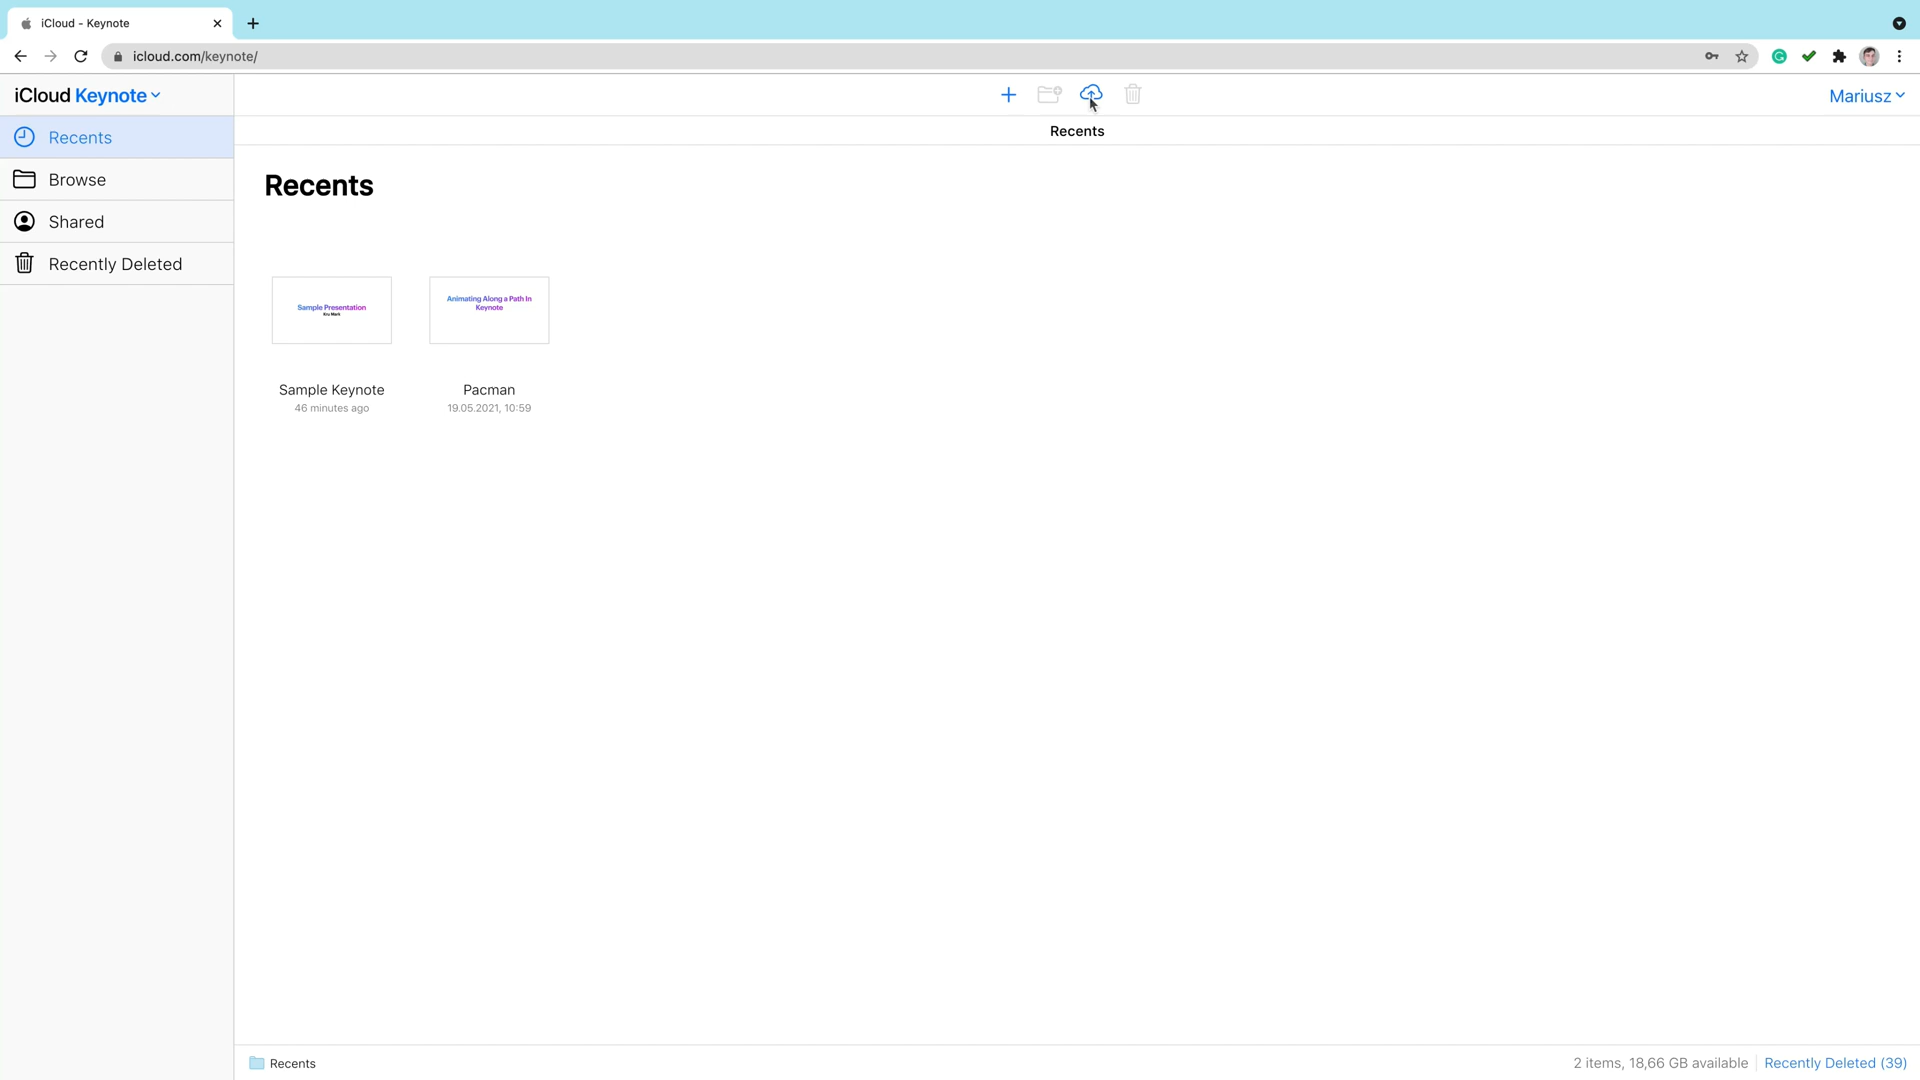 iCloud - Keynote
icloud.com/keynote/
iCloud Keynote
Mariusz
Recents
Browse
Shared
Recently Deleted
Recents
Recents
Sample Presentation
Kru Mark
Sample Keynote
46 minutes ago
Animating Along a Path In
Keynote
Pacman
19.05.2021, 10:59
Recents
2 items, 18,66 GB available
Recently Deleted (39)